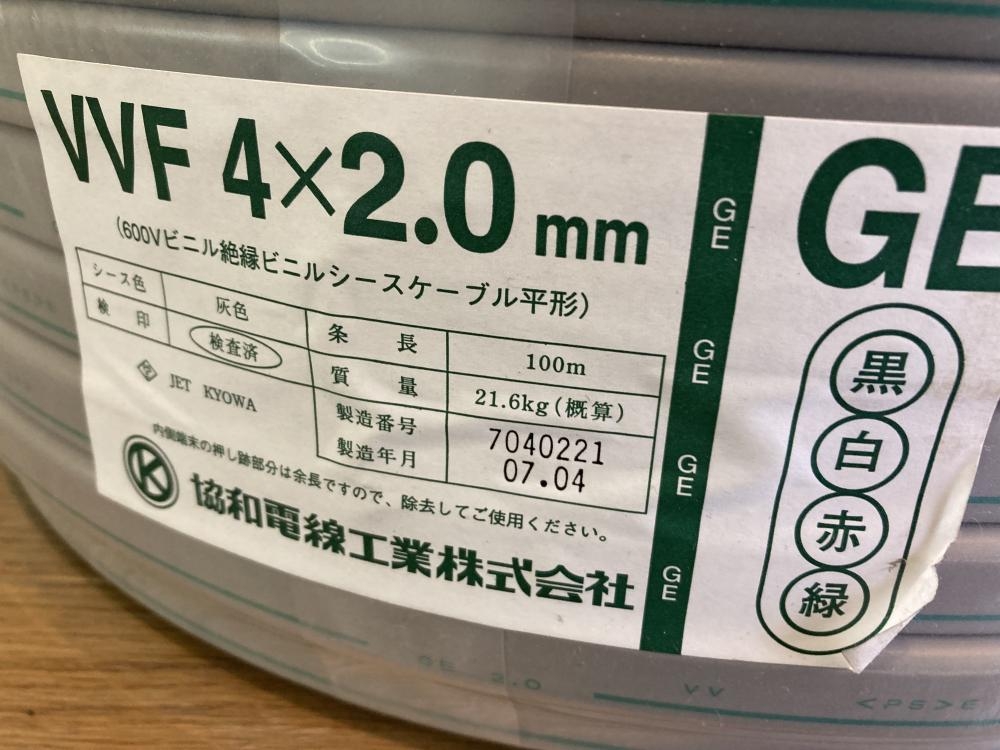 VVF 4×2.0mm
(600Vビニル絶縁ビニルシースケーブル平形)
シース色 灰色 条長 100m
検印 検査済 質量 21.6kg(概算)
製造番号 7040221
製造年月 07.04
JET KYOWA
内側端末の押し跡部分は余長ですので、除去してご使用ください。
協和電線工業株式会社
GE
GE
GE
GE
GE
黒
白
赤
緑
GE 2.0 VV <PS>E